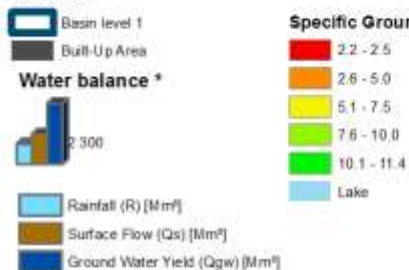 Basin level 1
Built-Up Area
Water balance *
2 300
Rainfall (R) [Mm³]
Surface Flow (Qs) [Mm³]
Ground Water Yield (Qgw) [Mm³]
Specific Groun
2.2 - 2.5
2.6 - 5.0
5.1 - 7.5
7.6 - 10.0
10.1 - 11.4
Lake